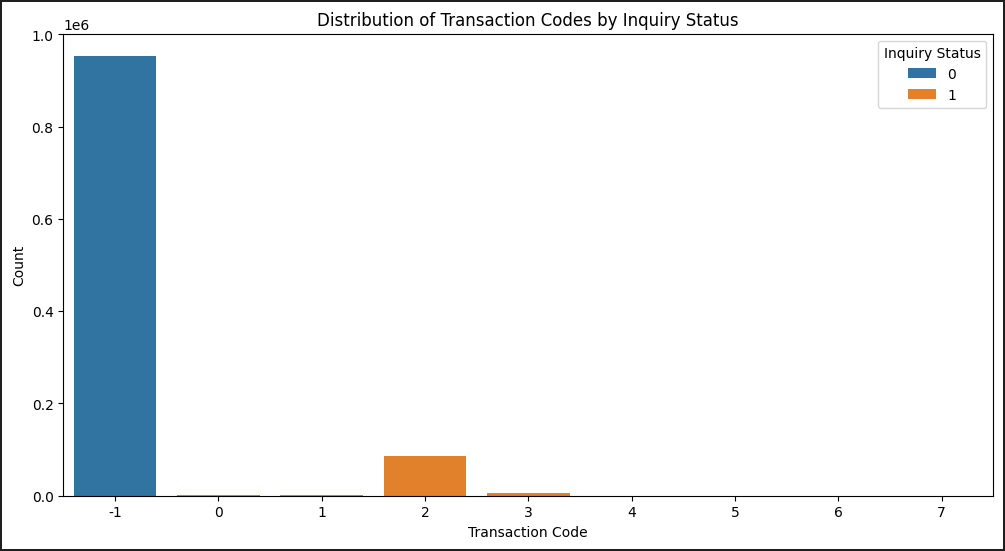 Distribution of Transaction Codes by Inquiry Status
1e6
1.0
0.8
0.6
0.4
0.2
0.0
Count
Inquiry Status
0
1
-1 0 1 2 3 4 5 6 7
Transaction Code